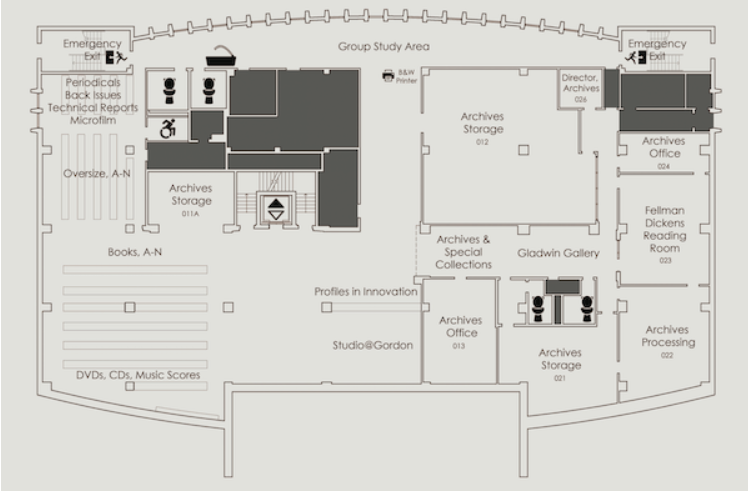 Emergency
Exit
Group Study Area
Emergency
Exit
Periodicals
Back Issues
Technical Reports
Microfilm
B&W
Printer
Director,
Archives
026
Archives
Storage
012
Archives
Office
024
Oversize, A-N
Archives
Storage
011A
Fellman
Dickens
Reading
Room
023
Books, A-N
Archives &
Special
Collections
Gladwin Gallery
Profiles in Innovation
Archives
Office
013
Archives
Processing
022
Studio@Gordon
Archives
Storage
021
DVDs, CDs, Music Scores